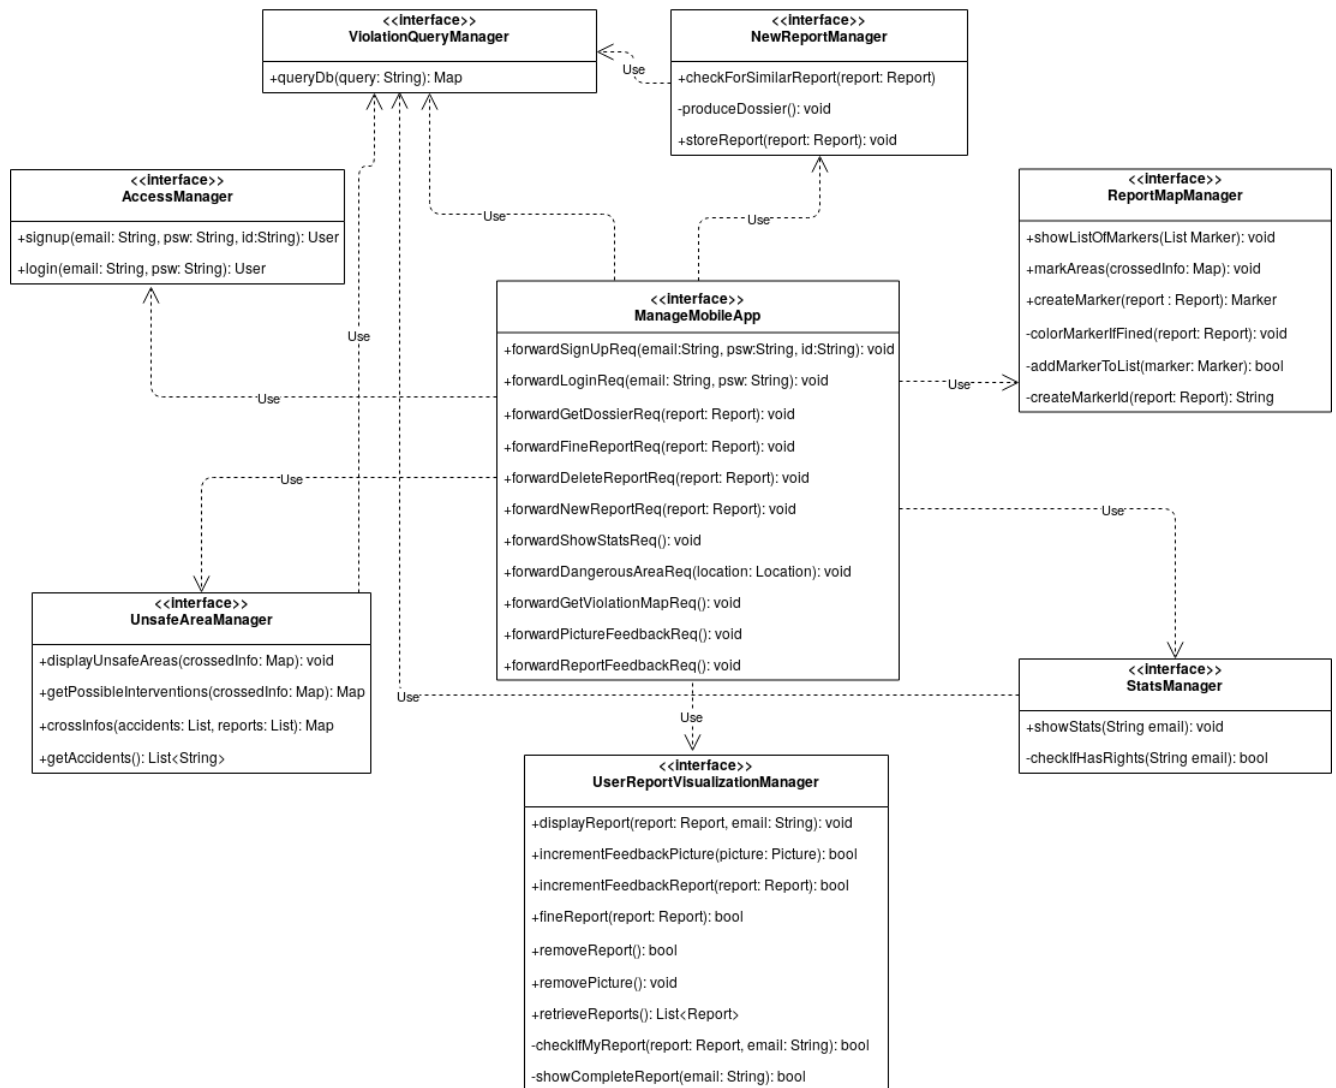 <<interface>>
ViolationQueryManager
+queryDb(query: String): Map
<<interface>>
NewReportManager
+checkForSimilarReport(report: Report)
-produceDossier(): void
+storeReport(report: Report): void
Use
<<interface>>
AccessManager
+signup(email: String, psw: String, id:String): User
+login(email: String, psw: String): User
<<interface>>
ReportMapManager
+showListOfMarkers(List Marker): void
+markAreas(crossedInfo: Map): void
+createMarker(report : Report): Marker
-colorMarkerIfFined(report: Report): void
-addMarkerToList(marker: Marker): bool
-createMarkerId(report: Report): String
Use
Use
Use
<<interface>>
ManageMobileApp
+forwardSignUpReq(email:String, psw:String, id:String): void
+forwardLoginReq(email: String, psw: String): void
+forwardGetDossierReq(report: Report): void
+forwardFineReportReq(report: Report): void
+forwardDeleteReportReq(report: Report): void
+forwardNewReportReq(report: Report): void
+forwardShowStatsReq(): void
+forwardDangerousAreaReq(location: Location): void
+forwardGetViolationMapReq(): void
+forwardPictureFeedbackReq(): void
+forwardReportFeedbackReq(): void
Use
Use
Use
Use
<<interface>>
UnsafeAreaManager
+displayUnsafeAreas(crossedInfo: Map): void
+getPossibleInterventions(crossedInfo: Map): Map
+crossInfos(accidents: List, reports: List): Map
+getAccidents(): List<String>
Use
Use
<<interface>>
StatsManager
+showStats(String email): void
-checkIfHasRights(String email): bool
<<interface>>
UserReportVisualizationManager
+displayReport(report: Report, email: String): void
+incrementFeedbackPicture(picture: Picture): bool
+incrementFeedbackReport(report: Report): bool
+fineReport(report: Report): bool
+removeReport(): bool
+removePicture(): void
+retrieveReports(): List<Report>
-checkIfMyReport(report: Report, email: String): bool
-showCompleteReport(email: String): bool